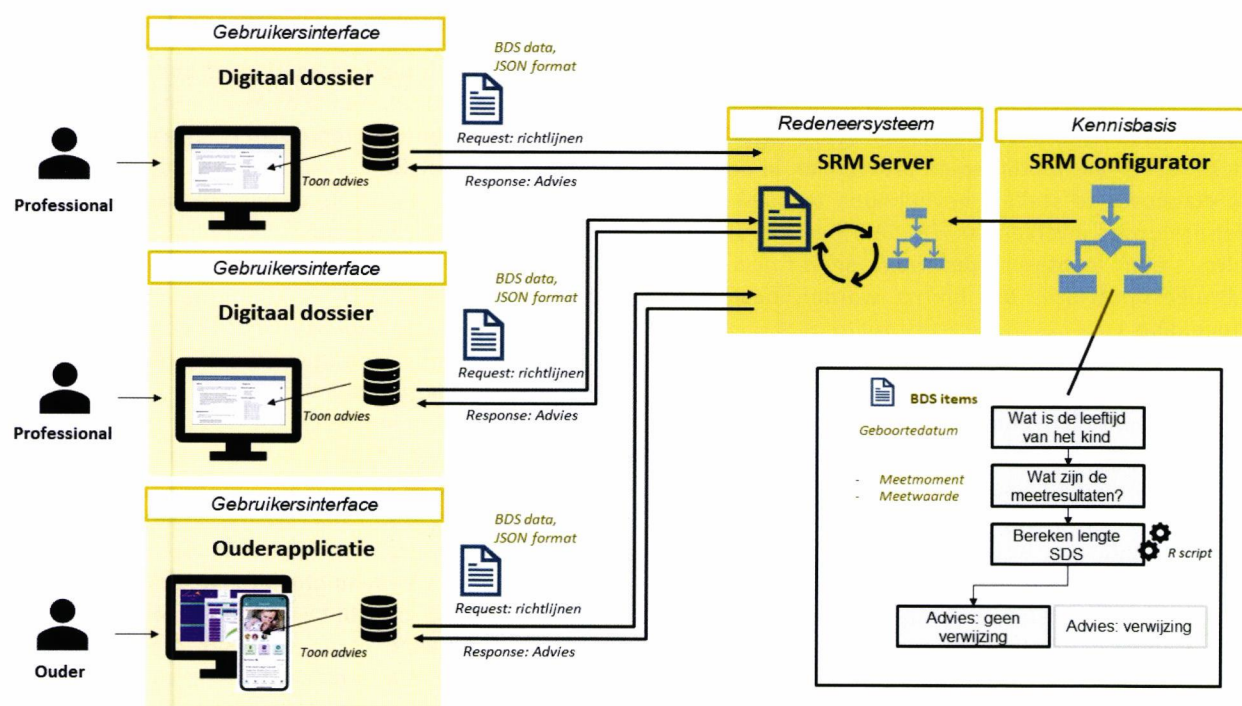 Gebruikersinterface
Digitaal dossier
Professional
Toon advies
BDS data,
JSON format
Request: richtlijnen
Response: Advies
Gebruikersinterface
Digitaal dossier
Professional
Toon advies
BDS data,
JSON format
Request: richtlijnen
Response: Advies
Gebruikersinterface
Ouderapplicatie
Ouder
Toon advies
BDS data,
JSON format
Request: richtlijnen
Response: Advies
Redeneersysteem
SRM Server
Kennisbasis
SRM Configurator
BDS items
Geboortedatum
Wat is de leeftijd
van het kind
- Meetmoment
- Meetwaarde
Wat zijn de
meetresultaten?
Bereken lengte
SDS
R script
Advies: geen
verwijzing
Advies: verwijzing